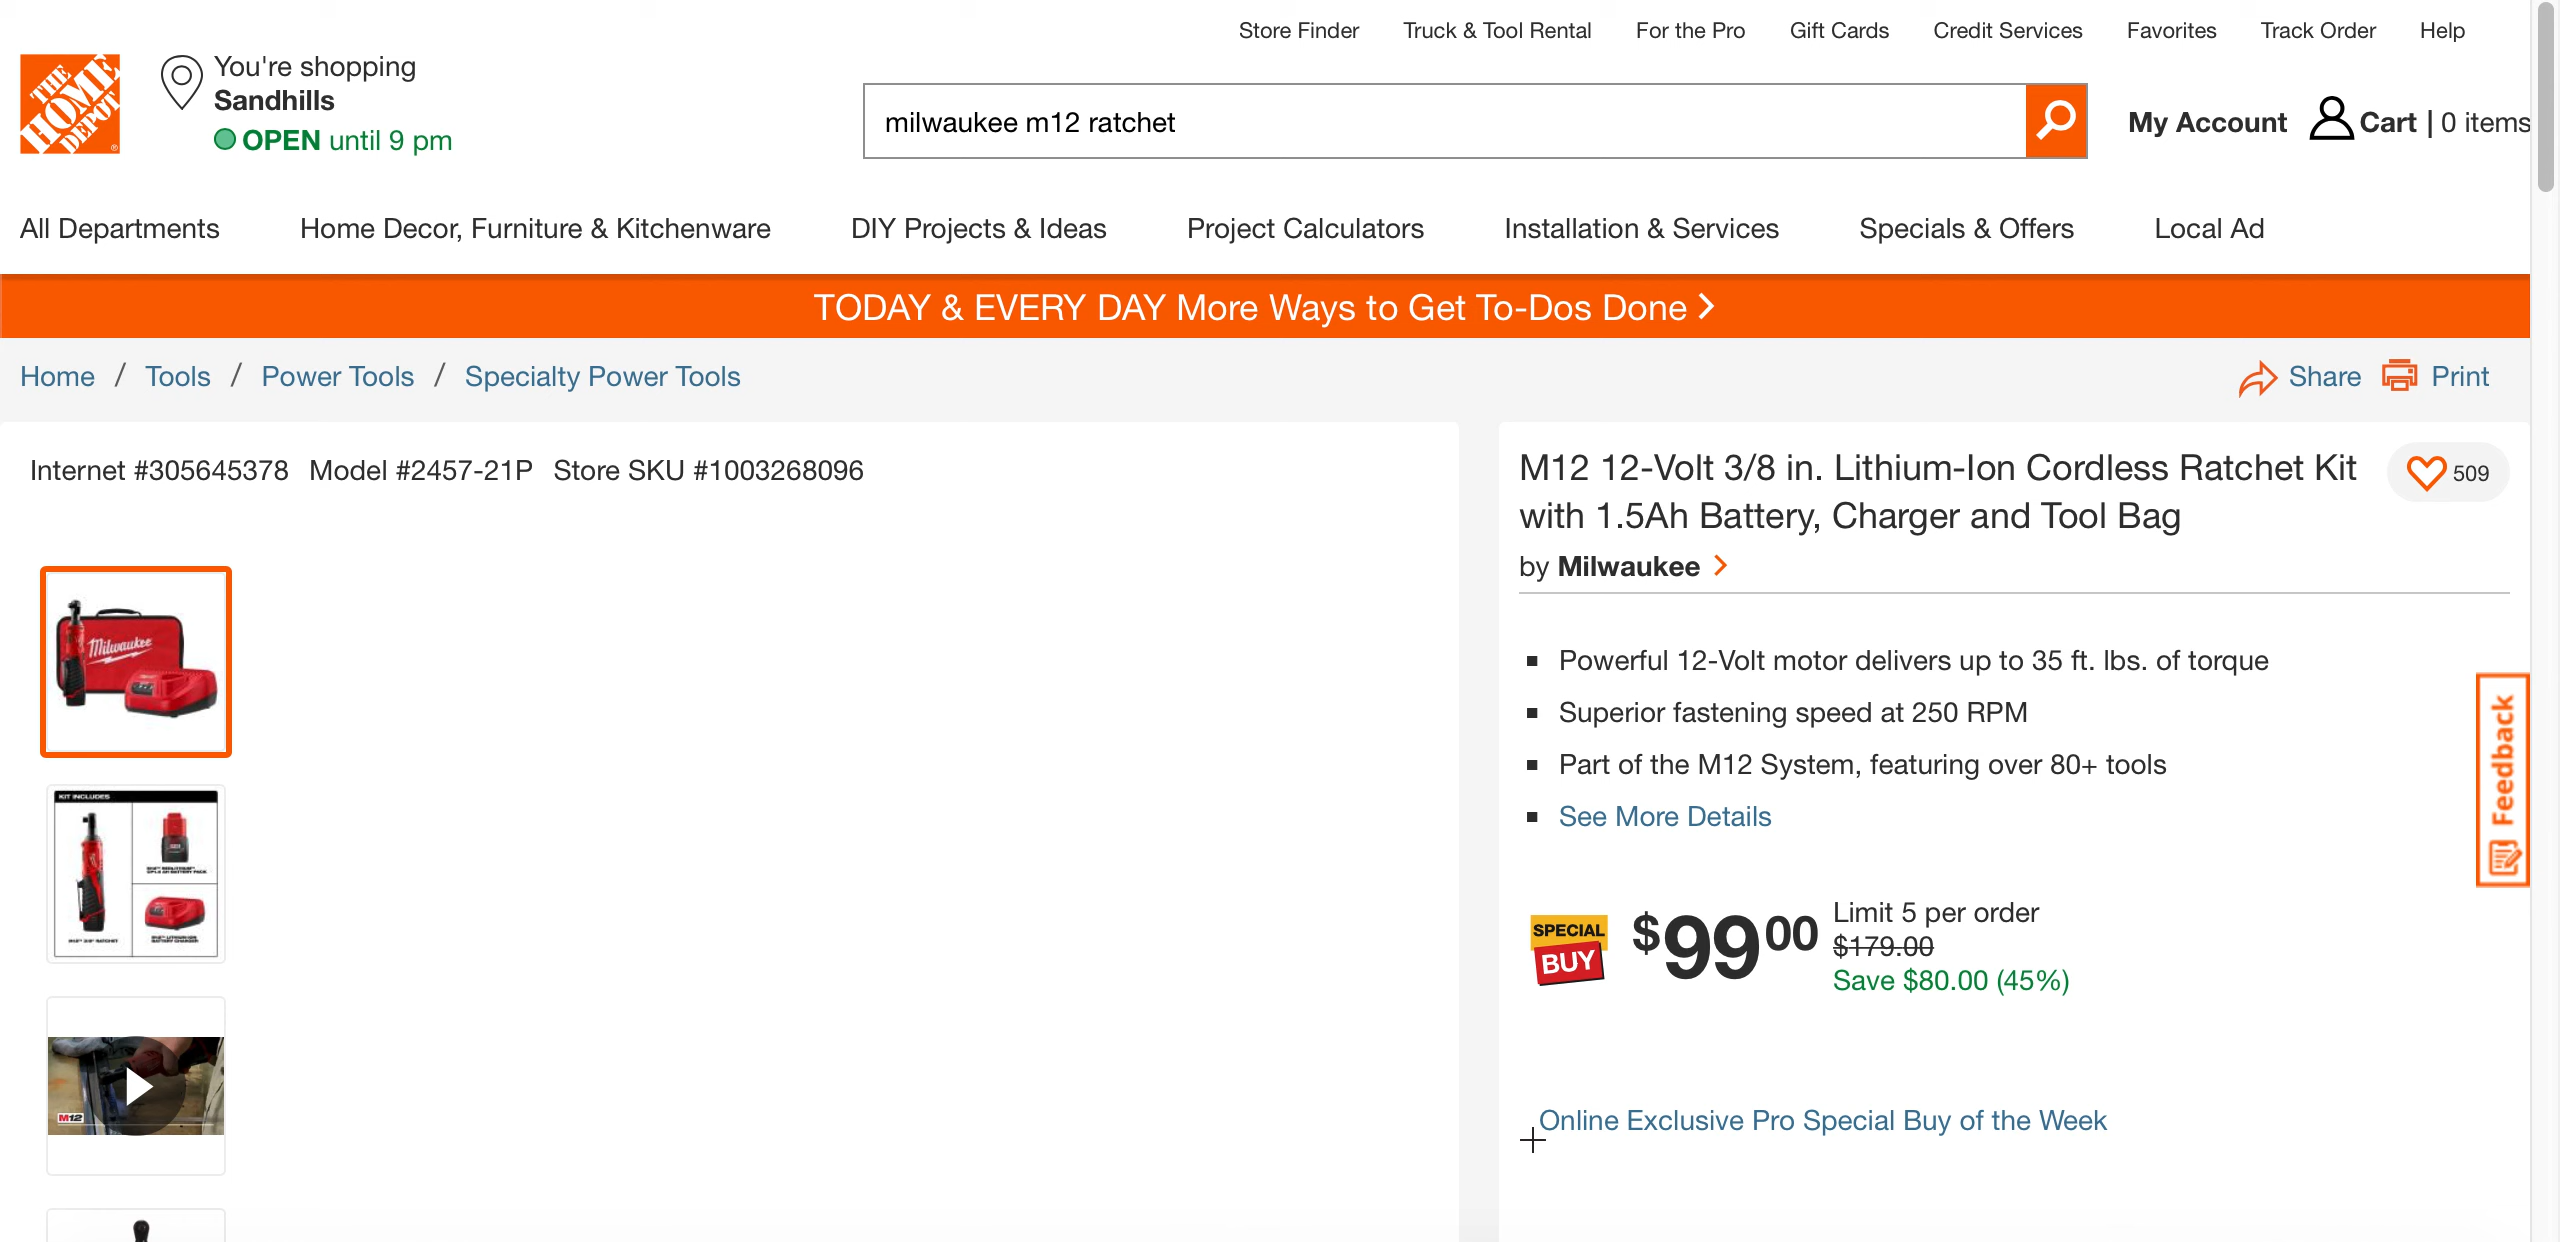 Store Finder Truck & Tool Rental For the Pro Gift Cards Credit Services Favorites Track Order Help
THE HOME DEPOT
You're shopping
Sandhills
OPEN until 9 pm
milwaukee m12 ratchet
My Account Cart | 0 items
All Departments Home Decor, Furniture & Kitchenware DIY Projects & Ideas Project Calculators Installation & Services Specials & Offers Local Ad
TODAY & EVERY DAY More Ways to Get To-Dos Done
Home / Tools / Power Tools / Specialty Power Tools
Share Print
Internet #305645378 Model #2457-21P Store SKU #1003268096
Milwaukee
KIT INCLUDES
M12
M12 12-Volt 3/8 in. Lithium-Ion Cordless Ratchet Kit
with 1.5Ah Battery, Charger and Tool Bag
509
by Milwaukee
Powerful 12-Volt motor delivers up to 35 ft. lbs. of torque
Superior fastening speed at 250 RPM
Part of the M12 System, featuring over 80+ tools
See More Details
SPECIAL
BUY
$99 00
Limit 5 per order
$179.00
Save $80.00 (45%)
Online Exclusive Pro Special Buy of the Week
Feedback